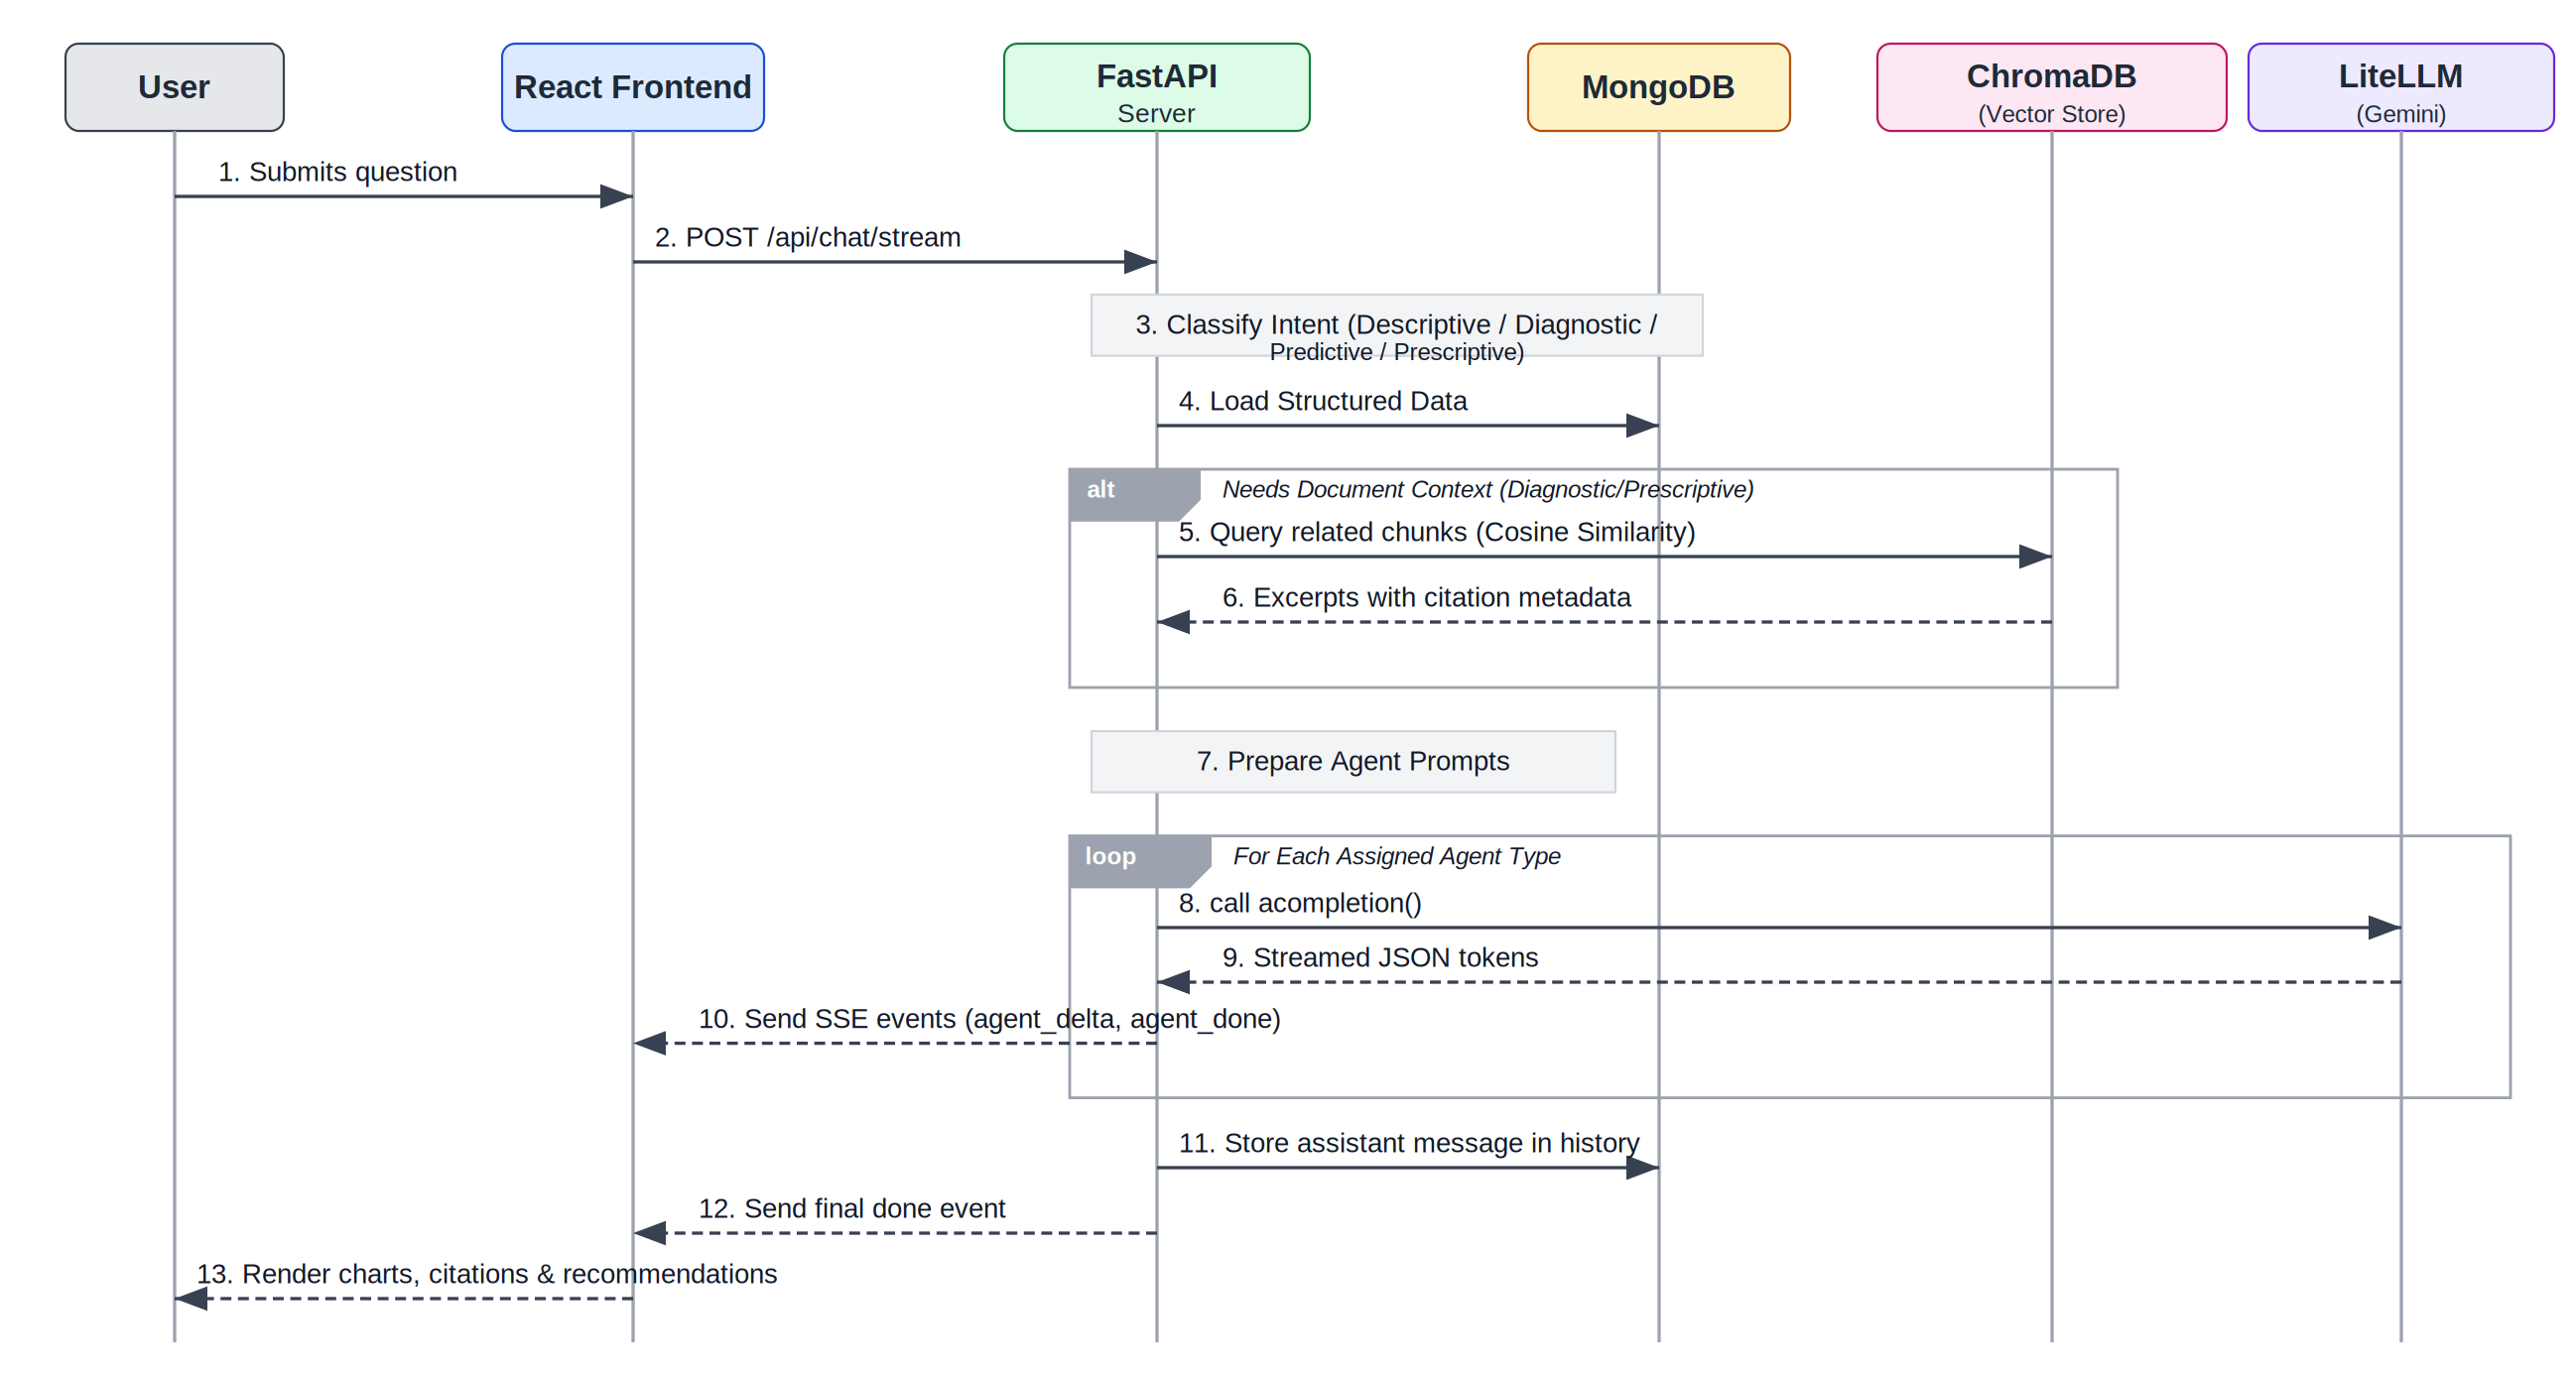 User
React Frontend
FastAPI
Server
MongoDB
ChromaDB
(Vector Store)
LiteLLM
(Gemini)
1. Submits question
2. POST /api/chat/stream
3. Classify Intent (Descriptive / Diagnostic /
Predictive / Prescriptive)
4. Load Structured Data
alt
Needs Document Context (Diagnostic/Prescriptive)
5. Query related chunks (Cosine Similarity)
6. Excerpts with citation metadata
7. Prepare Agent Prompts
loop
For Each Assigned Agent Type
8. call acompletion()
9. Streamed JSON tokens
10. Send SSE events (agent_delta, agent_done)
11. Store assistant message in history
12. Send final done event
13. Render charts, citations & recommendations